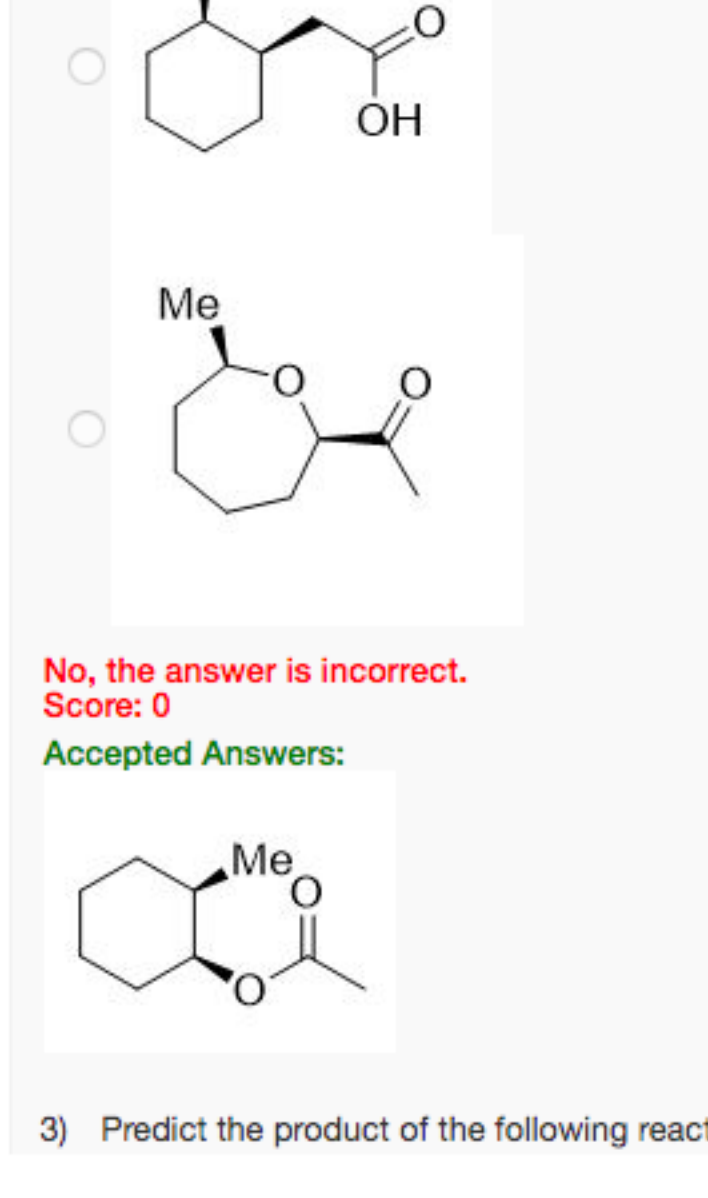 O
OH
Me
O
O
No, the answer is incorrect.
Score: 0
Accepted Answers:
Me
O
O
3) Predict the product of the following react